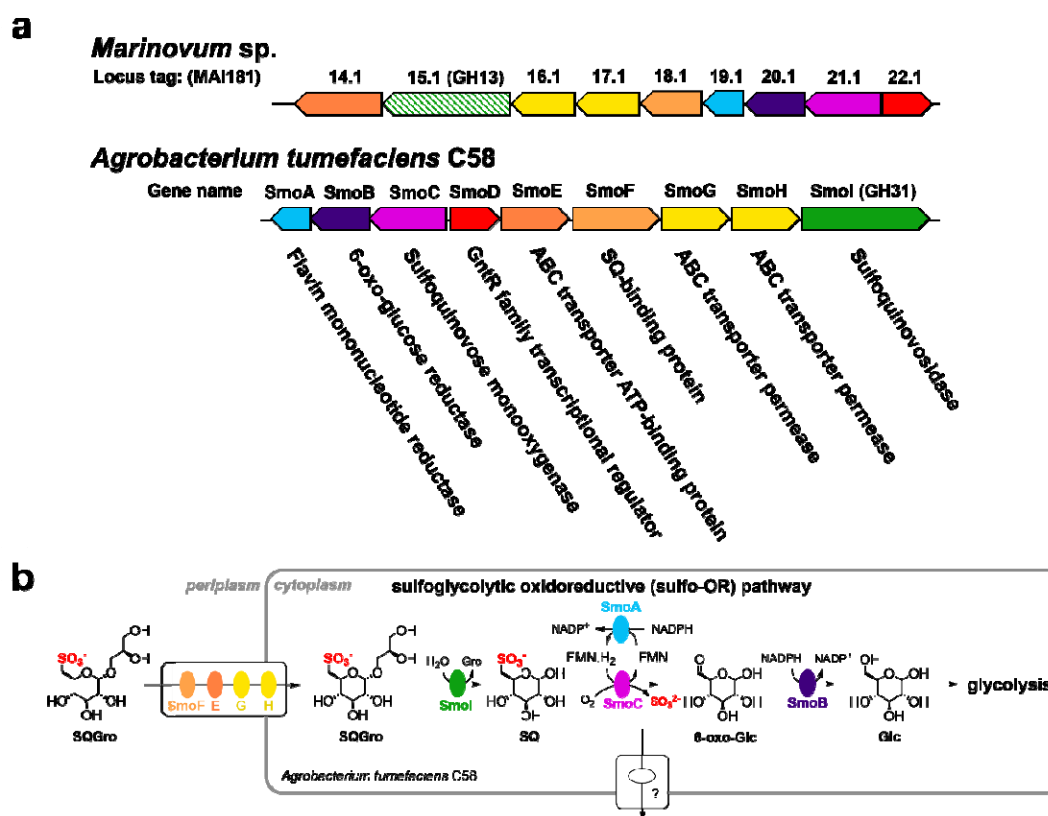 a
Marinovum sp.
Locus tag: (MAI181) 14.1 15.1 (GH13) 16.1 17.1 18.1 19.1 20.1 21.1 22.1
Agrobacterium tumefaciens C58
Gene name SmoA SmoB SmoC SmoD SmoE SmoF SmoG SmoH SmoI (GH31)
Flavin mononucleotide reductase
6-oxo-glucose reductase
Sulfoquinovose monooxygenase
GntR family transcriptional regulator
ABC transporter ATP-binding protein
SQ-binding protein
ABC transporter permease
ABC transporter permease
Sulfoquinovosidase
b
periplasm cytoplasm sulfoglycolytic oxidoreductive (sulfo-OR) pathway
SmoA
NADP+ NADPH
FMNH2 FMN
SO3- SO3- H2O Gro SO3- NADPH NADP+
SmoF E G H SmoI O2 SmoC SO32- SmoB glycolysis
SQGro SQGro SQ 6-oxo-Glc Glc
Agrobacterium tumefaciens C58
?